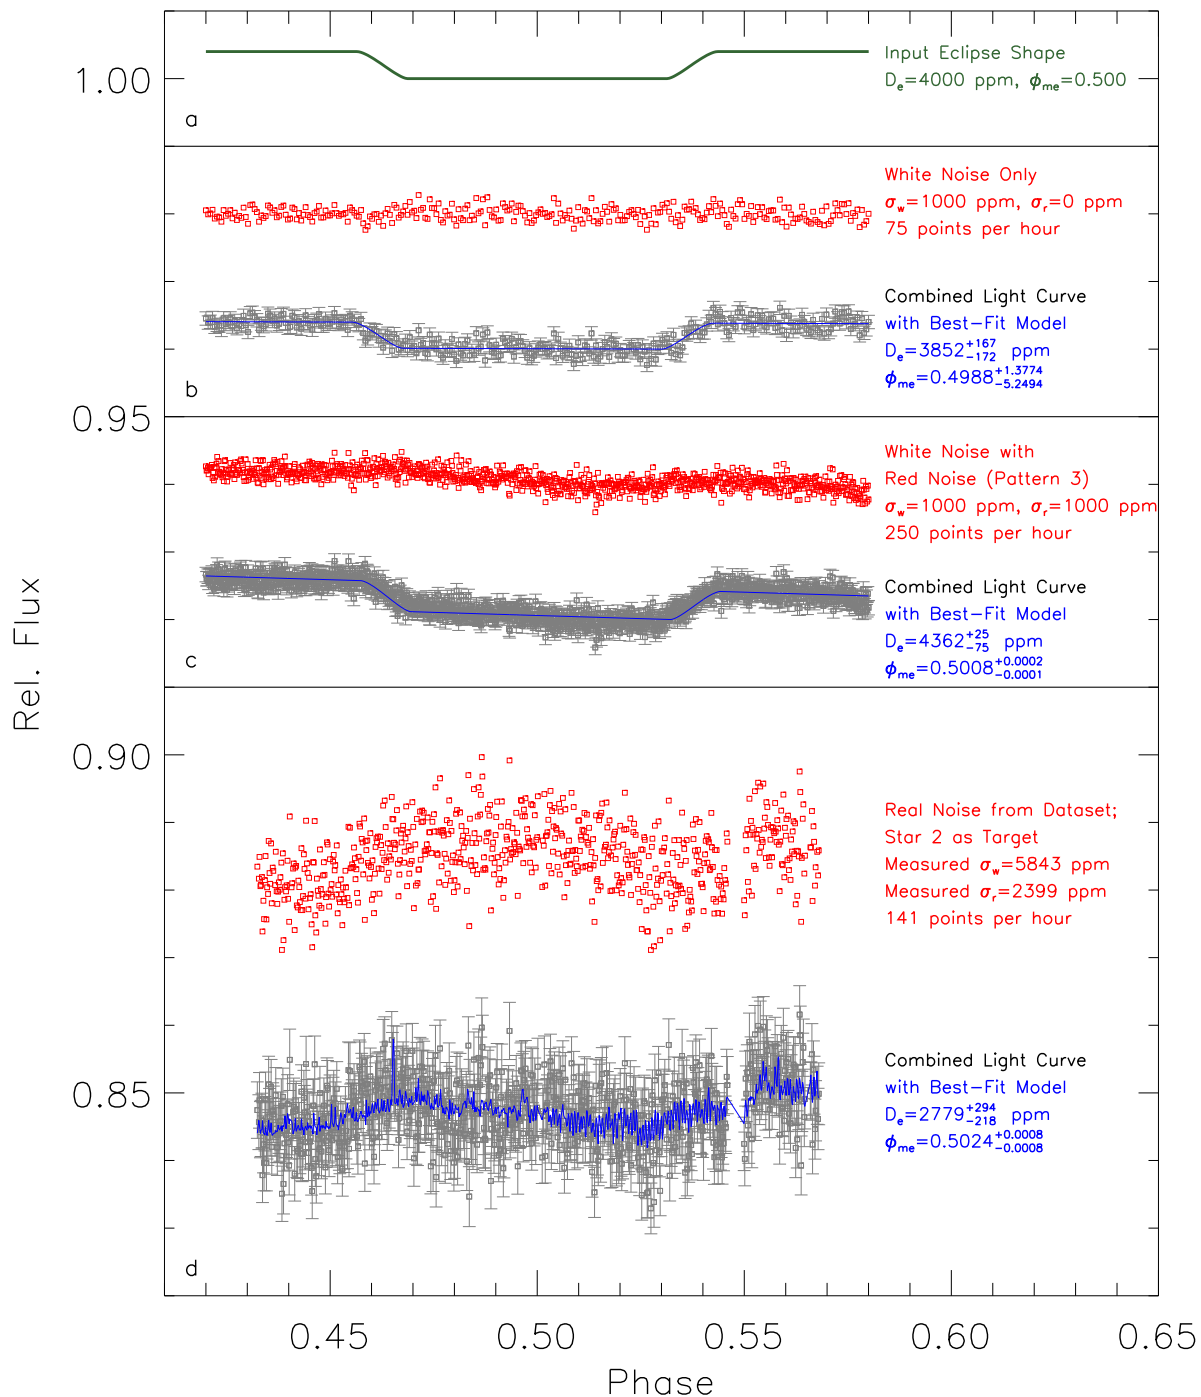 Input Eclipse Shape
Dₑ=4000 ppm, ϕₘₑ=0.500
1.00
a
White Noise Only
σ_w=1000 ppm, σᵣ=0 ppm
75 points per hour
Combined Light Curve
with Best-Fit Model
Dₑ=3852⁺¹⁶⁷₋₁₇₂ ppm
ϕₘₑ=0.4988⁺¹·³⁷⁷⁴₋₅.₂₄₉₄
b
0.95
White Noise with
Red Noise (Pattern 3)
σ_w=1000 ppm, σᵣ=1000 ppm
250 points per hour
Combined Light Curve
with Best-Fit Model
Dₑ=4362⁺²⁵₋₇₅ ppm
ϕₘₑ=0.5008⁺⁰·⁰⁰⁰²₋₀.₀₀₀₁
c
Rel. Flux
0.90
Real Noise from Dataset;
Star 2 as Target
Measured σ_w=5843 ppm
Measured σᵣ=2399 ppm
141 points per hour
Combined Light Curve
with Best-Fit Model
Dₑ=2779⁺²⁹⁴₋₂₁₈ ppm
ϕₘₑ=0.5024⁺⁰·⁰⁰⁰⁸₋₀.₀₀₀₈
0.85
d
0.45 0.50 0.55 0.60 0.65
Phase